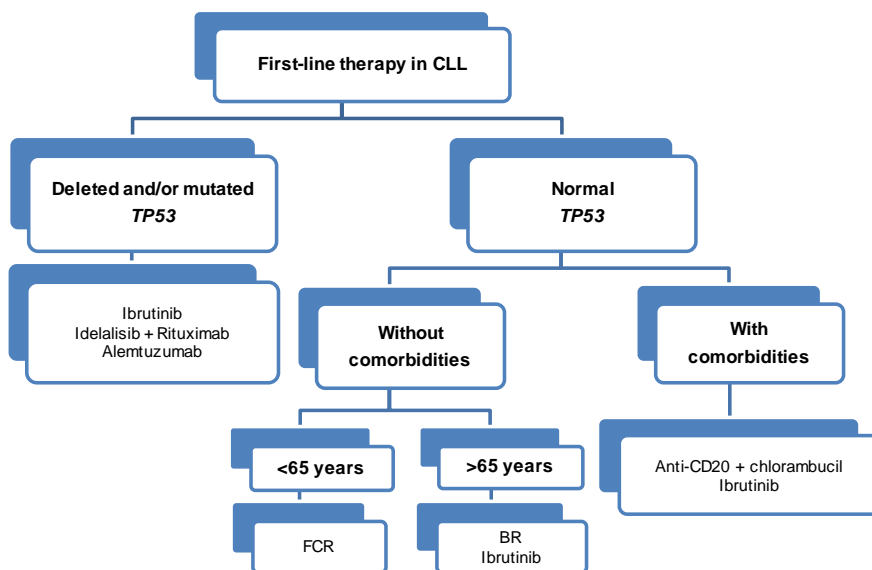 First-line therapy in CLL
Deleted and/or mutated
TP53
Normal
TP53
Ibrutinib
Idelalisib + Rituximab
Alemtuzumab
Without
comorbidities
With
comorbidities
<65 years
>65 years
Anti-CD20 + chlorambucil
Ibrutinib
FCR
BR
Ibrutinib